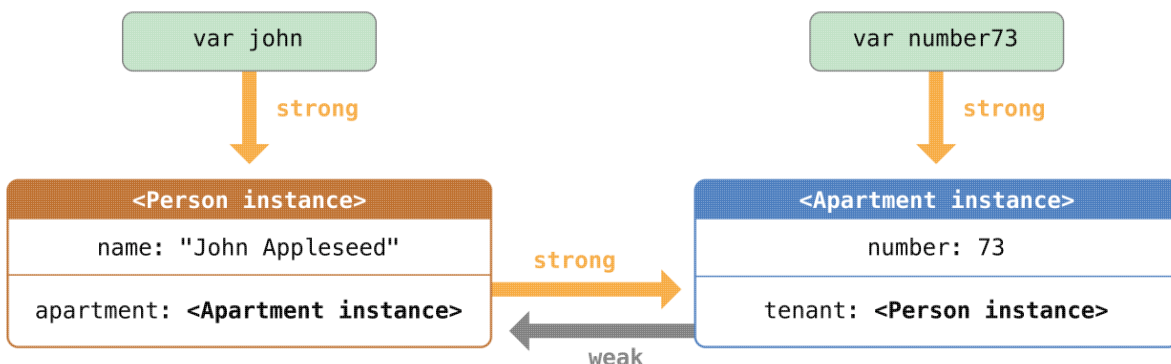 var john
var number73
strong
strong
<Person instance>
<Apartment instance>
name: "John Appleseed"
number: 73
strong
apartment: <Apartment instance>
tenant: <Person instance>
weak